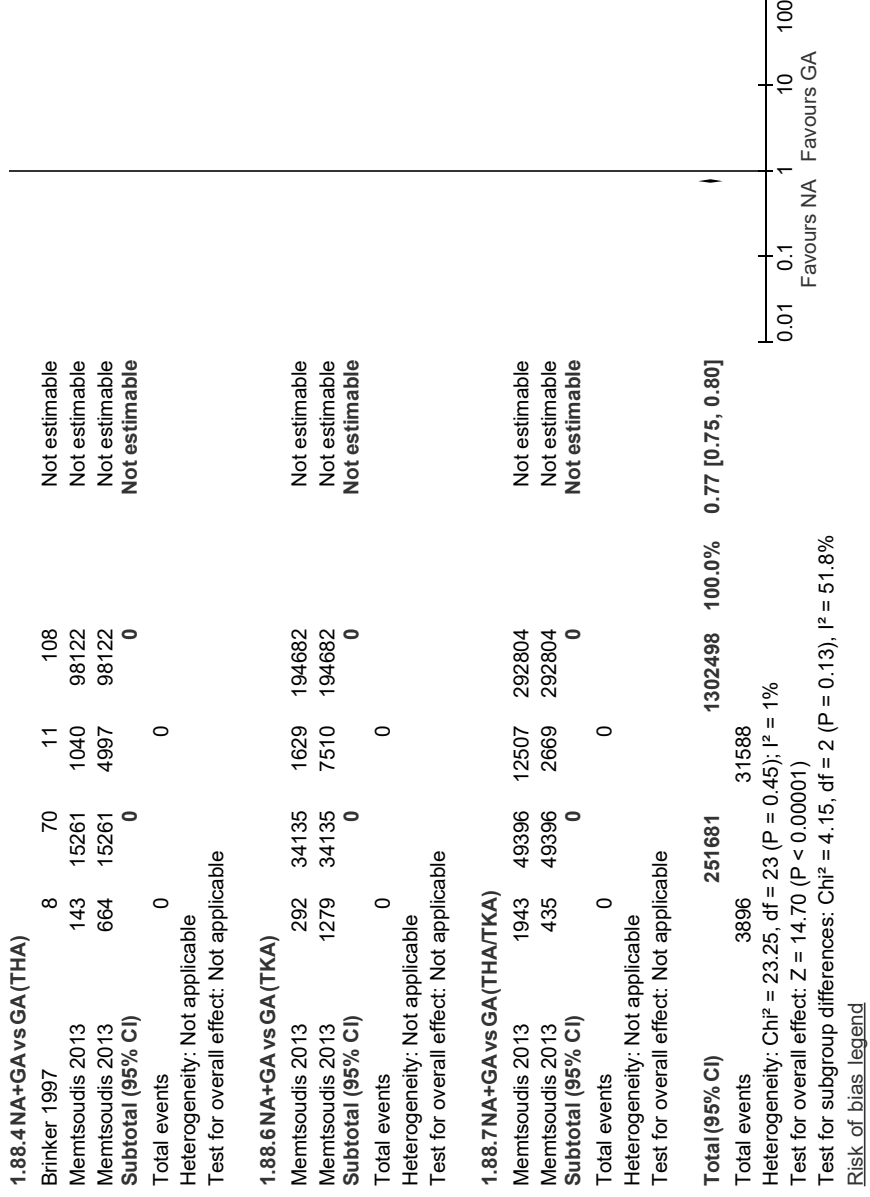 1.88.4 NA+GA vs GA (THA)
Brinker 1997 8 70 11 108 Not estimable
Memtsoudis 2013 143 15261 1040 98122 Not estimable
Memtsoudis 2013 664 15261 4997 98122 Not estimable
Subtotal (95% CI) 0 0 Not estimable
Total events 0 0
Heterogeneity: Not applicable
Test for overall effect: Not applicable
1.88.6 NA+GA vs GA (TKA)
Memtsoudis 2013 292 34135 1629 194682 Not estimable
Memtsoudis 2013 1279 34135 7510 194682 Not estimable
Subtotal (95% CI) 0 0 Not estimable
Total events 0 0
Heterogeneity: Not applicable
Test for overall effect: Not applicable
1.88.7 NA+GA vs GA (THA/TKA)
Memtsoudis 2013 1943 49396 12507 292804 Not estimable
Memtsoudis 2013 435 49396 2669 292804 Not estimable
Subtotal (95% CI) 0 0 Not estimable
Total events 0 0
Heterogeneity: Not applicable
Test for overall effect: Not applicable
Total (95% CI) 251681 1302498 100.0% 0.77 [0.75, 0.80]
Total events 3896 31588
Heterogeneity: Chi² = 23.25, df = 23 (P = 0.45); I² = 1%
Test for overall effect: Z = 14.70 (P < 0.00001)
Test for subgroup differences: Chi² = 4.15, df = 2 (P = 0.13), I² = 51.8%
0.01 0.1 1 10 100
Favours NA Favours GA
Risk of bias legend